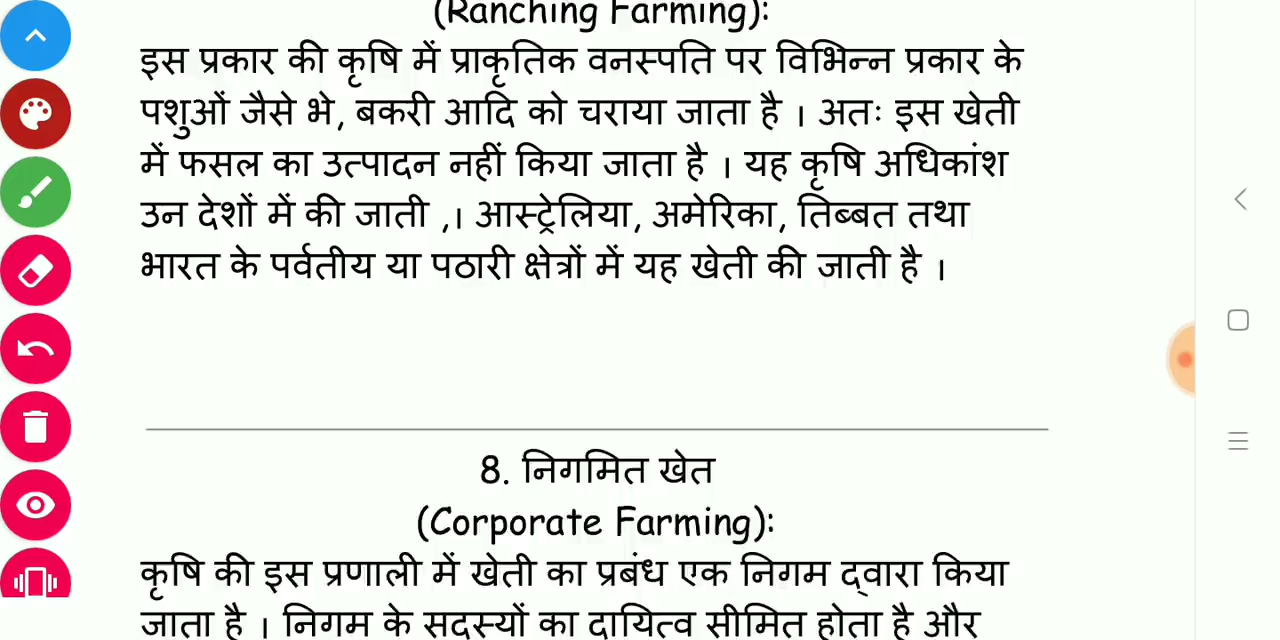 (Ranching Farming):
इस प्रकार की कृषि में प्राकृतिक वनस्पति पर विभिन्न प्रकार के
पशुओं जैसे भे, बकरी आदि को चराया जाता है । अतः इस खेती
में फसल का उत्पादन नहीं किया जाता है । यह कृषि अधिकांश
उन देशों में की जाती ,। आस्ट्रेलिया, अमेरिका, तिब्बत तथा
भारत के पर्वतीय या पठारी क्षेत्रों में यह खेती की जाती है ।
8. निगमित खेत
(Corporate Farming):
कृषि की इस प्रणाली में खेती का प्रबंध एक निगम द्वारा किया
जाता है । निगम के सदस्यों का दायित्व सीमित होता है और